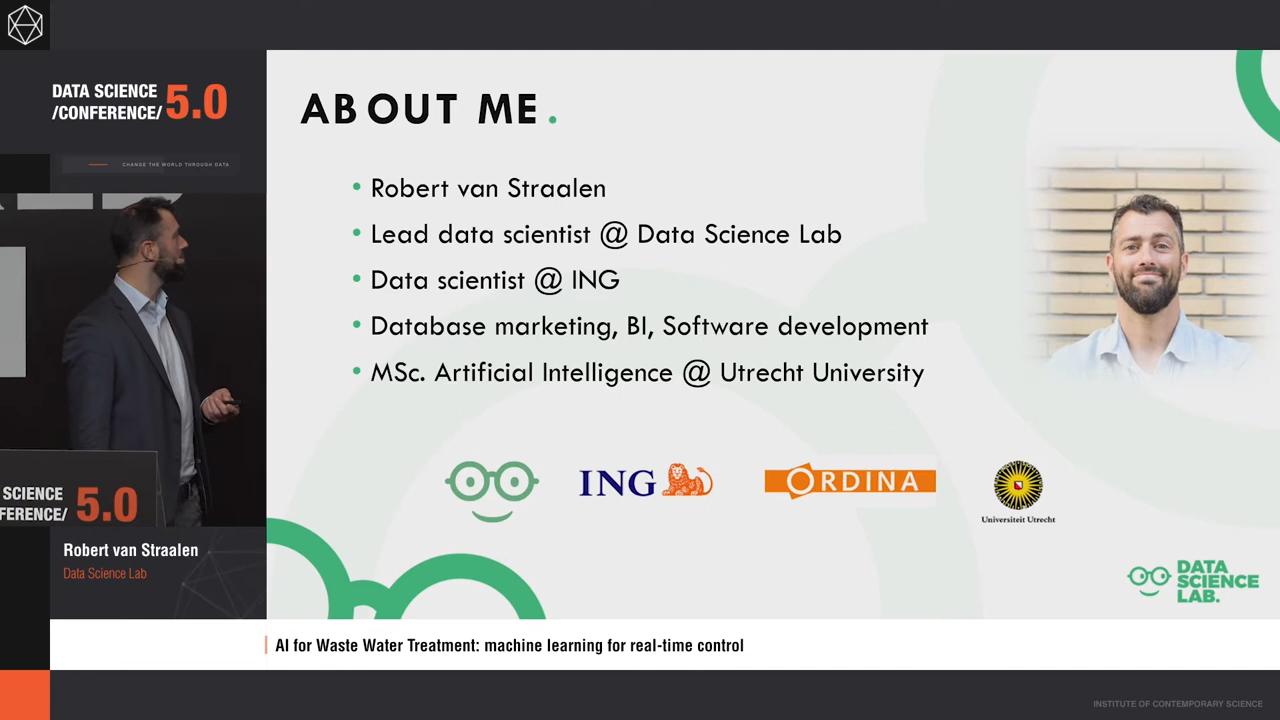 DATA SCIENCE
/CONFERENCE/ 5.0
CHANGE THE WORLD THROUGH DATA
SCIENCE
FERENCE/ 5.0
Robert van Straalen
Data Science Lab
ABOUT ME.
• Robert van Straalen
• Lead data scientist @ Data Science Lab
• Data scientist @ ING
• Database marketing, BI, Software development
• MSc. Artificial Intelligence @ Utrecht University
ING
ORDINA
Universiteit Utrecht
DATA
SCIENCE
LAB.
AI for Waste Water Treatment: machine learning for real-time control
INSTITUTE OF CONTEMPORARY SCIENCE